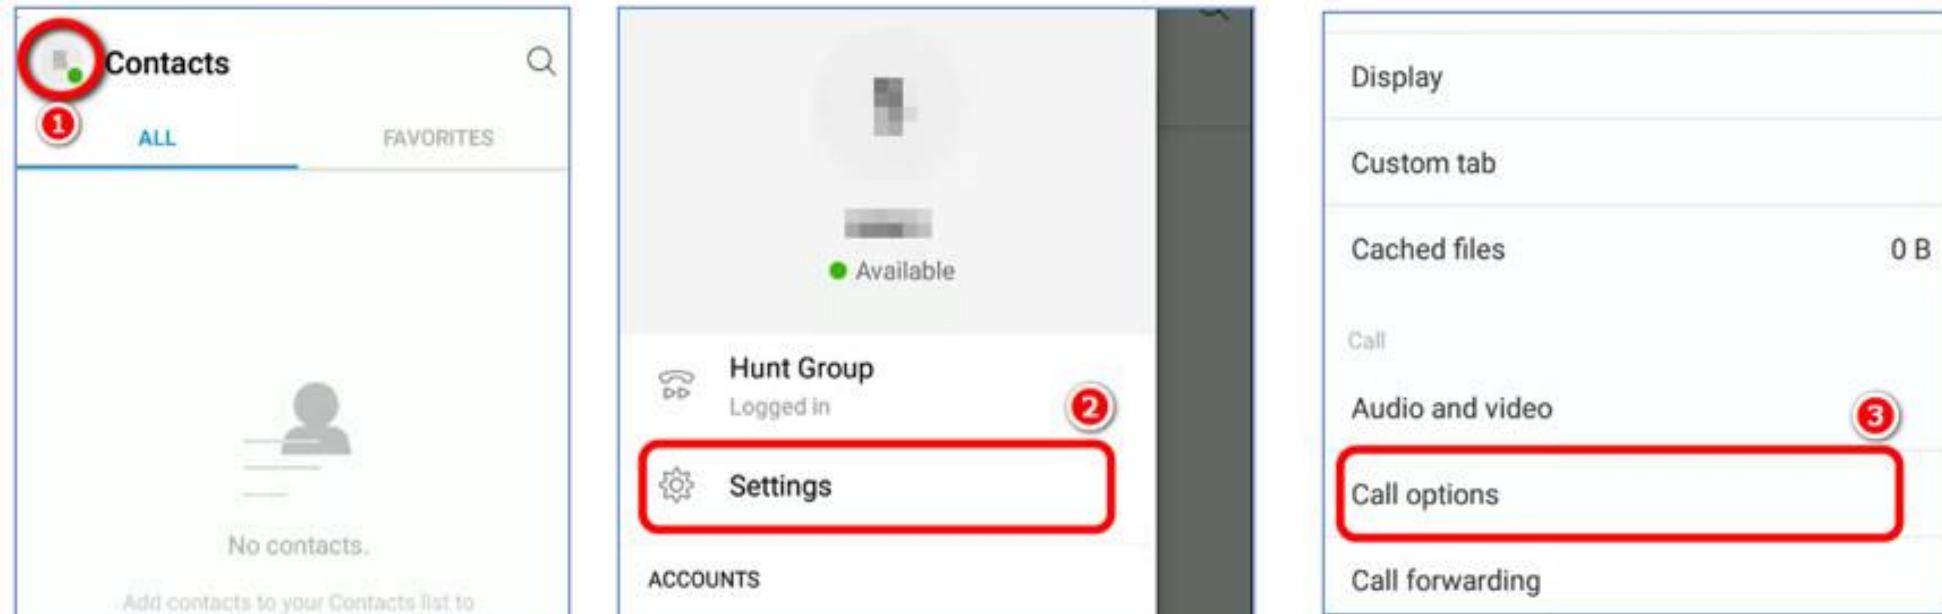 Contacts
1
ALL
FAVORITES
No contacts.
Add contacts to your Contacts list to
Available
Hunt Group
Logged in
2
Settings
ACCOUNTS
Display
Custom tab
Cached files
0 B
Call
Audio and video
3
Call options
Call forwarding